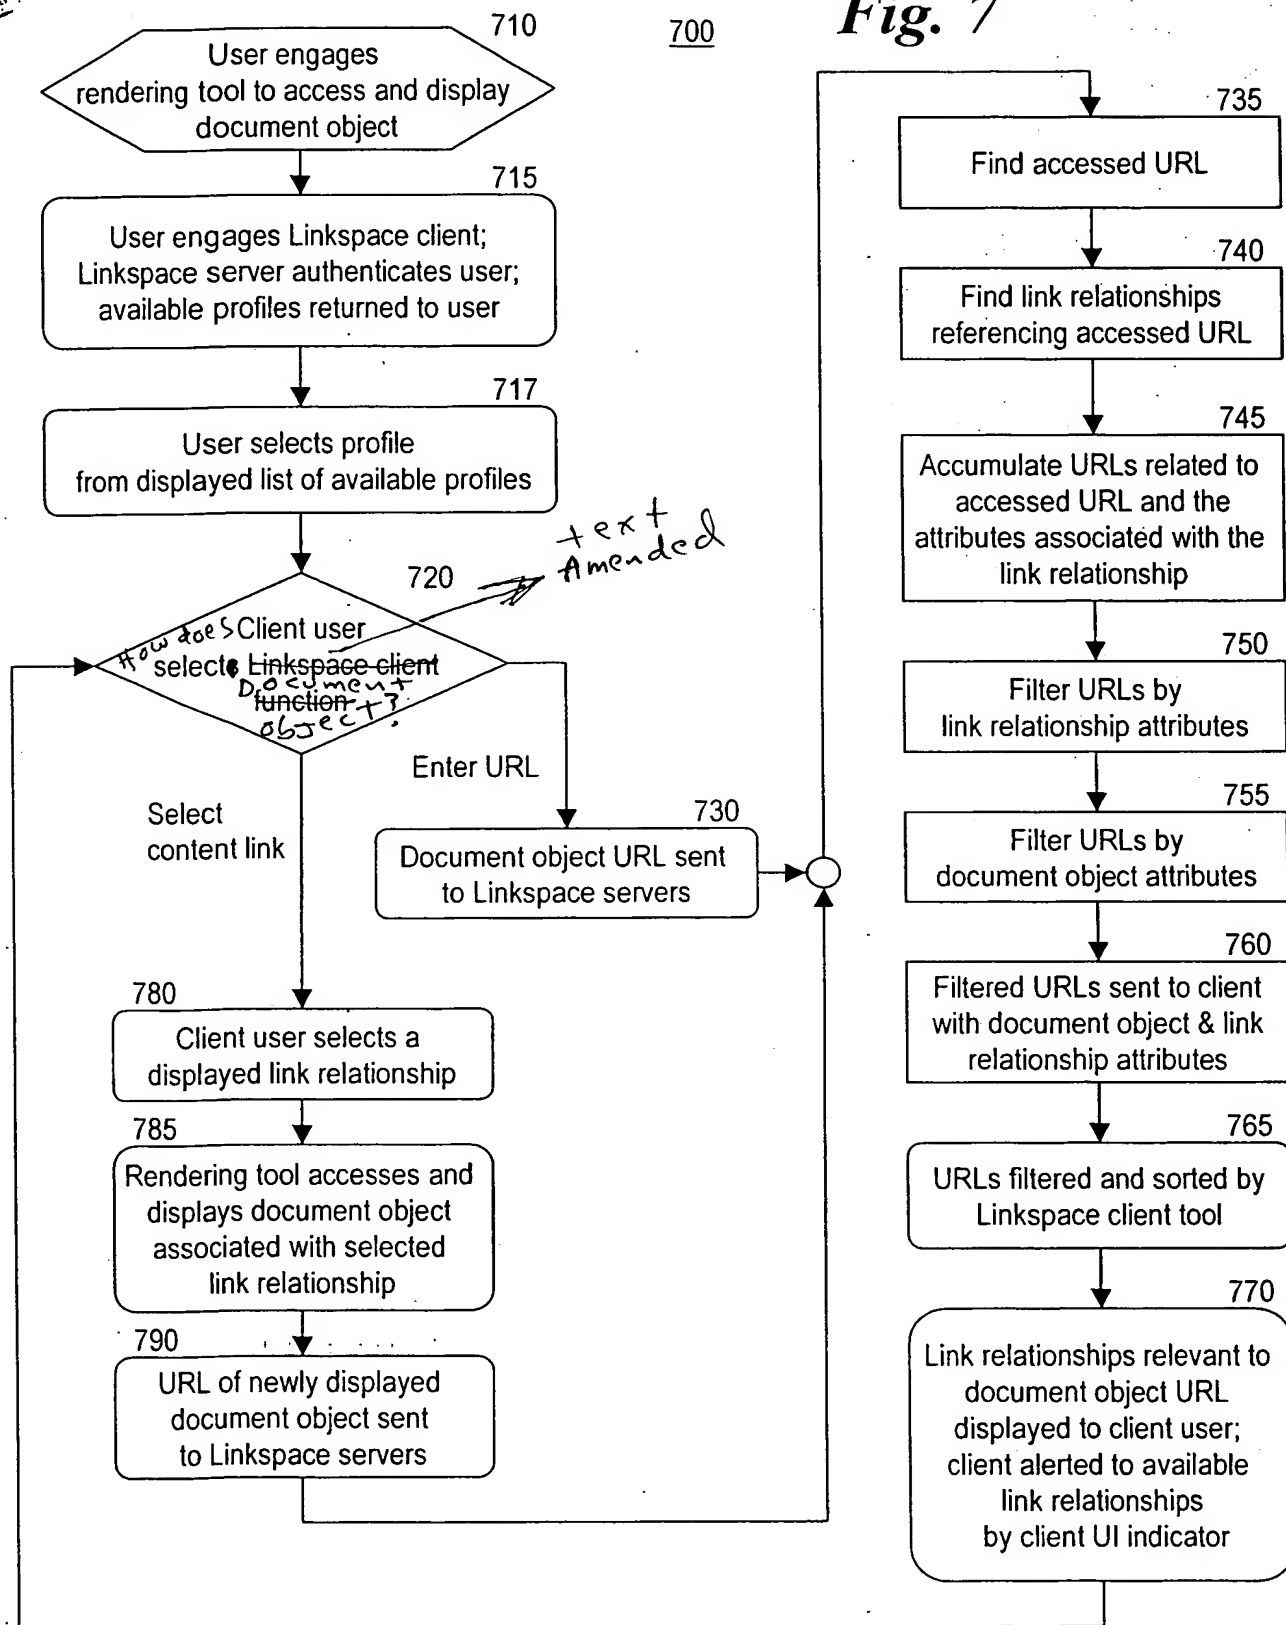 Fig. 7
700
710
User engages
rendering tool to access and display
document object
715
User engages Linkspace client;
Linkspace server authenticates user;
available profiles returned to user
717
User selects profile
from displayed list of available profiles
720
text
Amended
How does Client user
select Linkspace client
Document
function
object?
Enter URL
Select
content link
730
Document object URL sent
to Linkspace servers
780
Client user selects a
displayed link relationship
785
Rendering tool accesses and
displays document object
associated with selected
link relationship
790
URL of newly displayed
document object sent
to Linkspace servers
735
Find accessed URL
740
Find link relationships
referencing accessed URL
745
Accumulate URLs related to
accessed URL and the
attributes associated with the
link relationship
750
Filter URLs by
link relationship attributes
755
Filter URLs by
document object attributes
760
Filtered URLs sent to client
with document object & link
relationship attributes
765
URLs filtered and sorted by
Linkspace client tool
770
Link relationships relevant to
document object URL
displayed to client user;
client alerted to available
link relationships
by client UI indicator